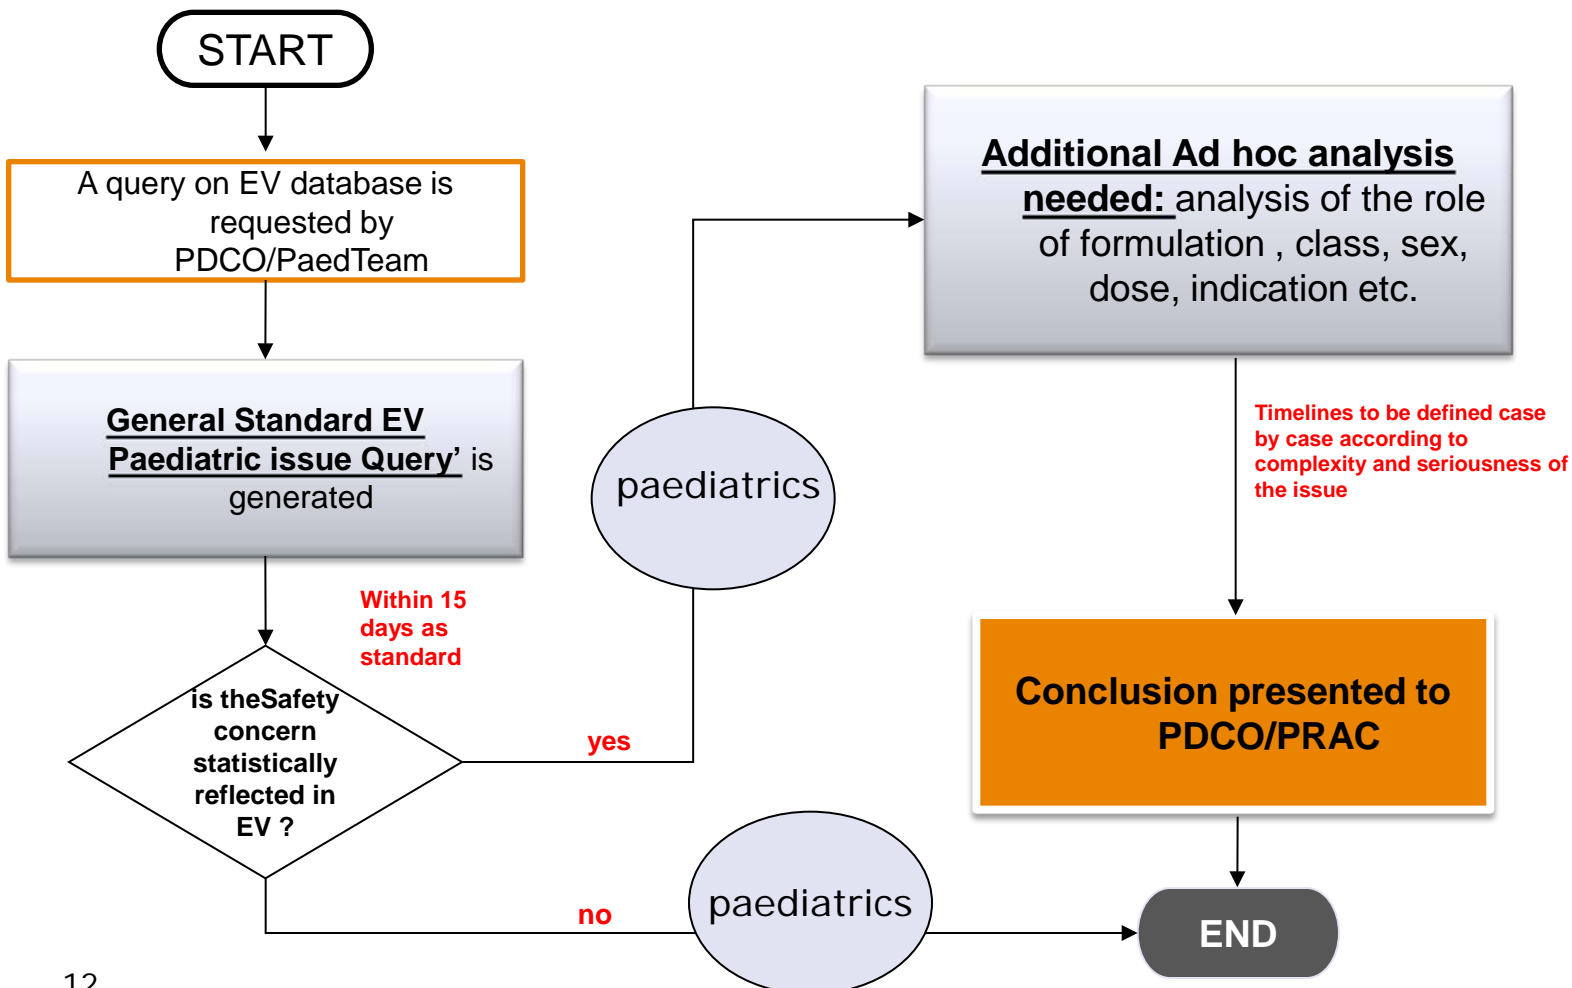 START
A query on EV database is
requested by
PDCO/PaedTeam
General Standard EV
Paediatric issue Query’ is
generated
Within 15
days as
standard
is theSafety
concern
statistically
reflected in
EV ?
yes
no
paediatrics
paediatrics
Additional Ad hoc analysis
needed: analysis of the role
of formulation , class, sex,
dose, indication etc.
Timelines to be defined case
by case according to
complexity and seriousness of
the issue
Conclusion presented to
PDCO/PRAC
END
12